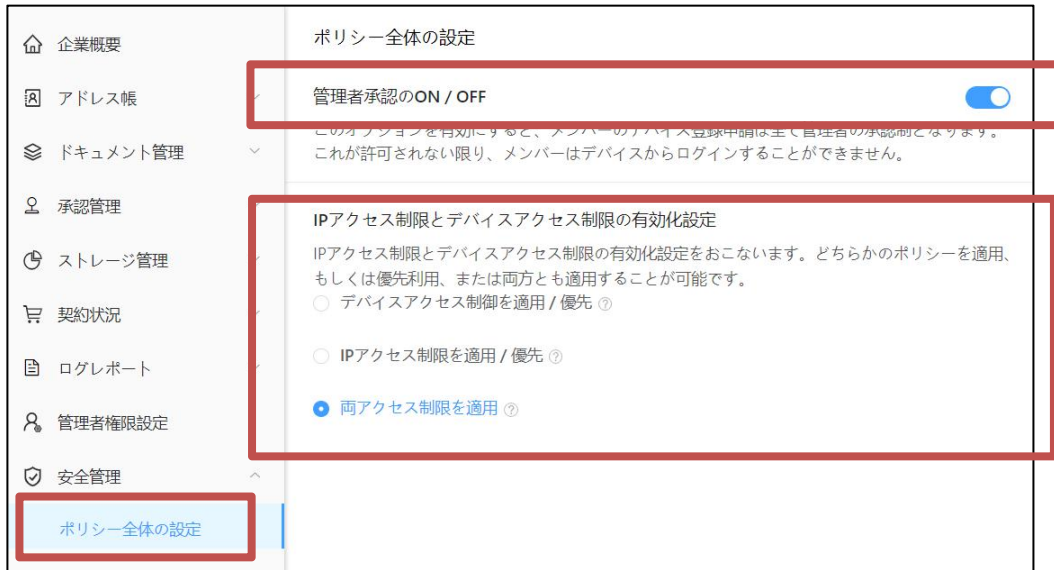 企業概要
アドレス帳
ドキュメント管理
承認管理
ストレージ管理
契約状況
ログレポート
管理者権限設定
安全管理
ポリシー全体の設定
ポリシー全体の設定
管理者承認のON / OFF
このオプションを有効にすると、メンバーのデバイス登録申請は全て管理者の承認制となります。
これが許可されない限り、メンバーはデバイスからログインすることができません。
IPアクセス制限とデバイスアクセス制限の有効化設定
IPアクセス制限とデバイスアクセス制限の有効化設定をおこないます。どちらかのポリシーを適用、
もしくは優先利用、または両方とも適用することが可能です。
デバイスアクセス制御を適用 / 優先 ?
IPアクセス制限を適用 / 優先 ?
両アクセス制限を適用 ?